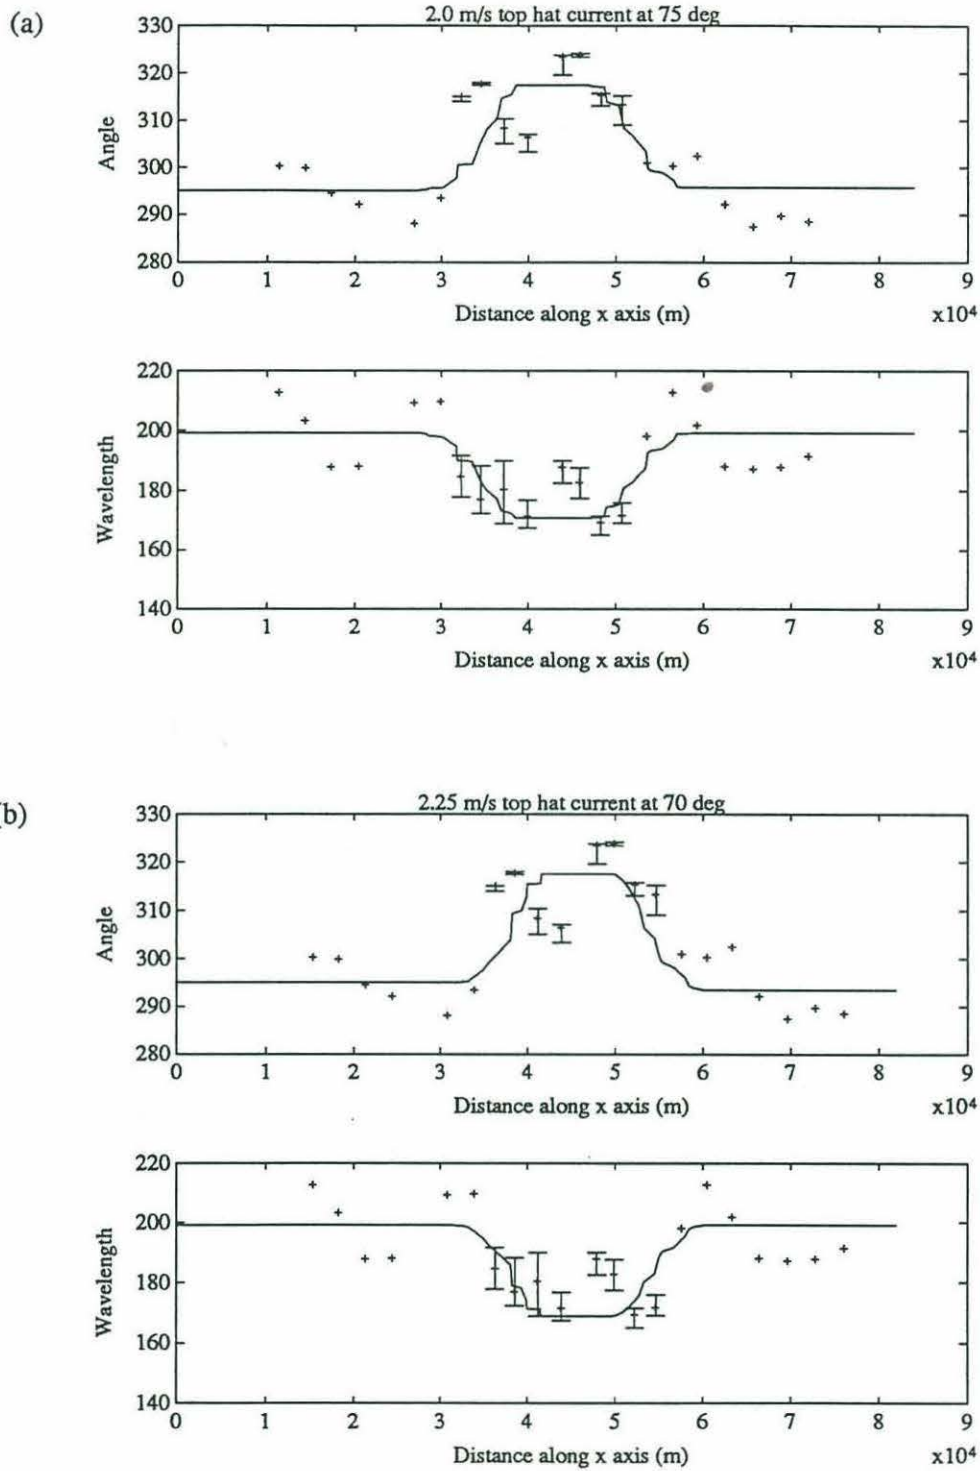 (a)
2.0 m/s top hat current at 75 deg
330
320
310
300
290
280
Angle
0 1 2 3 4 5 6 7 8 9
Distance along x axis (m)
x10⁴
220
200
180
160
140
Wavelength
0 1 2 3 4 5 6 7 8 9
Distance along x axis (m)
x10⁴
b)
2.25 m/s top hat current at 70 deg
330
320
310
300
290
280
Angle
0 1 2 3 4 5 6 7 8 9
Distance along x axis (m)
x10⁴
220
200
180
160
140
Wavelength
0 1 2 3 4 5 6 7 8 9
Distance along x axis (m)
x10⁴